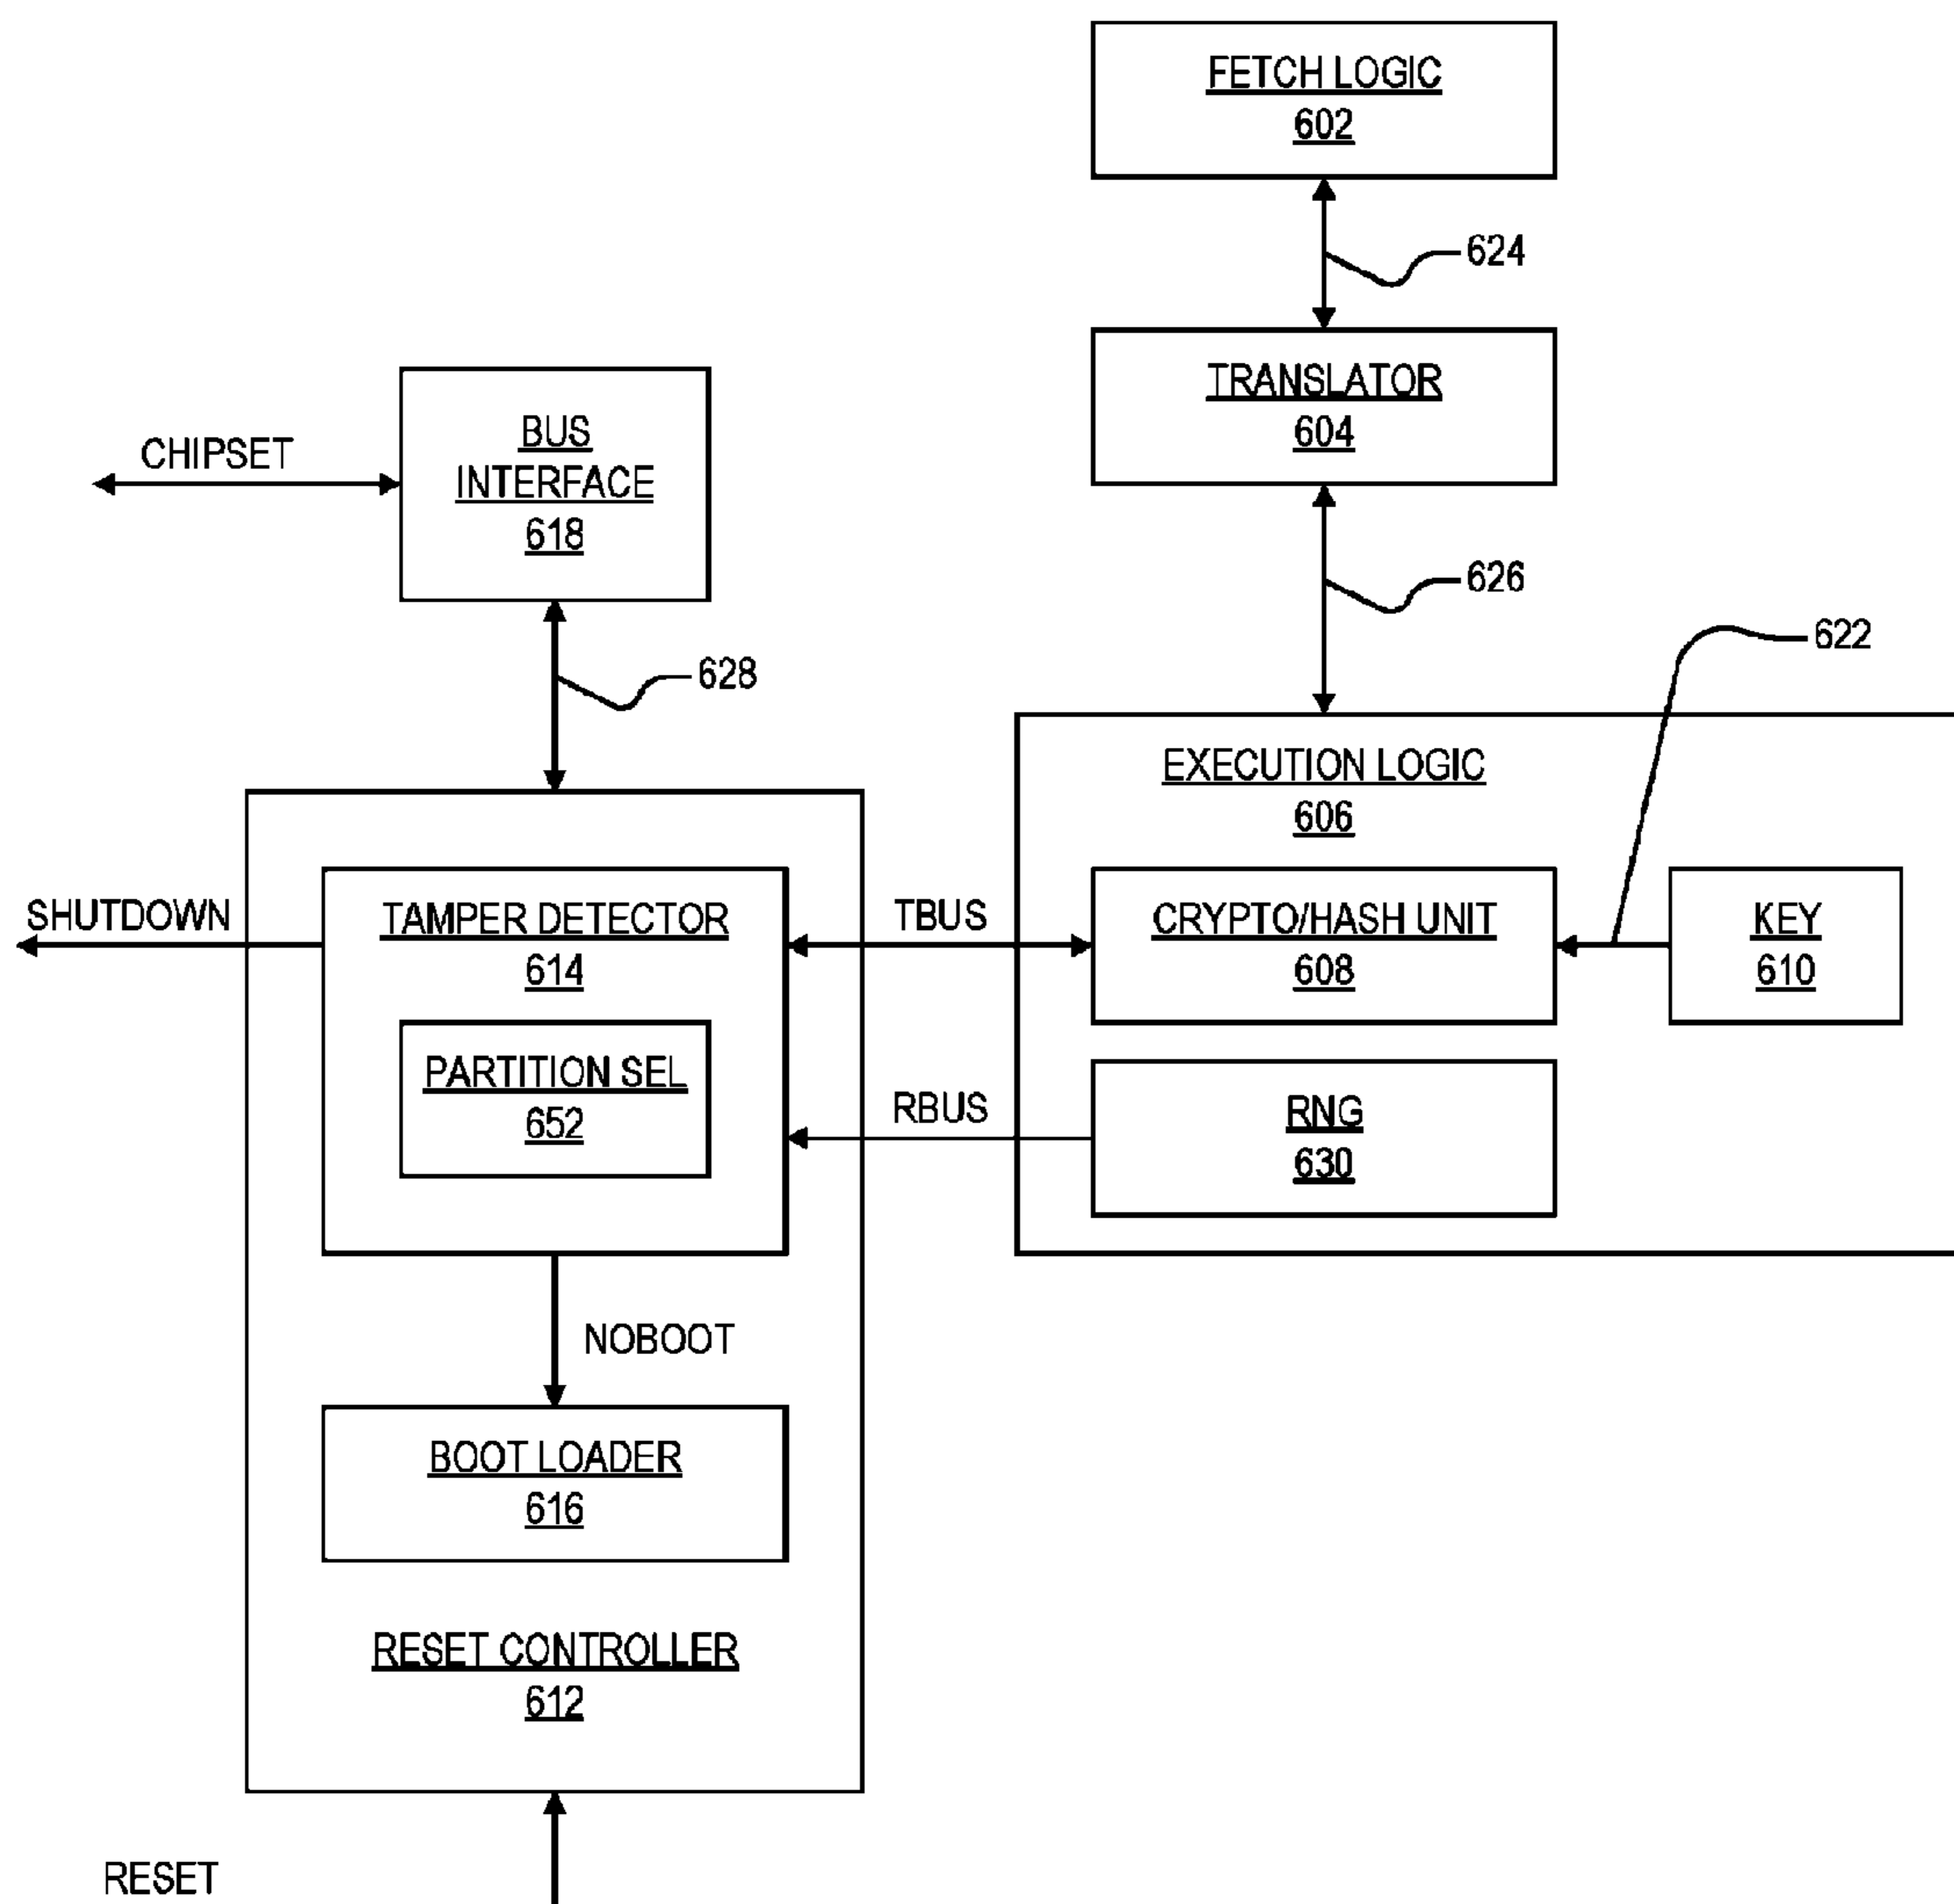 FETCH LOGIC
602
624
TRANSLATOR
604
CHIPSET
BUS
INTERFACE
618
626
622
628
EXECUTION LOGIC
606
SHUTDOWN
TAMPER DETECTOR
614
TBUS
CRYPTO/HASH UNIT
608
KEY
610
PARTITION SEL
652
RBUS
RNG
630
NOBOOT
BOOT LOADER
616
RESET CONTROLLER
612
RESET